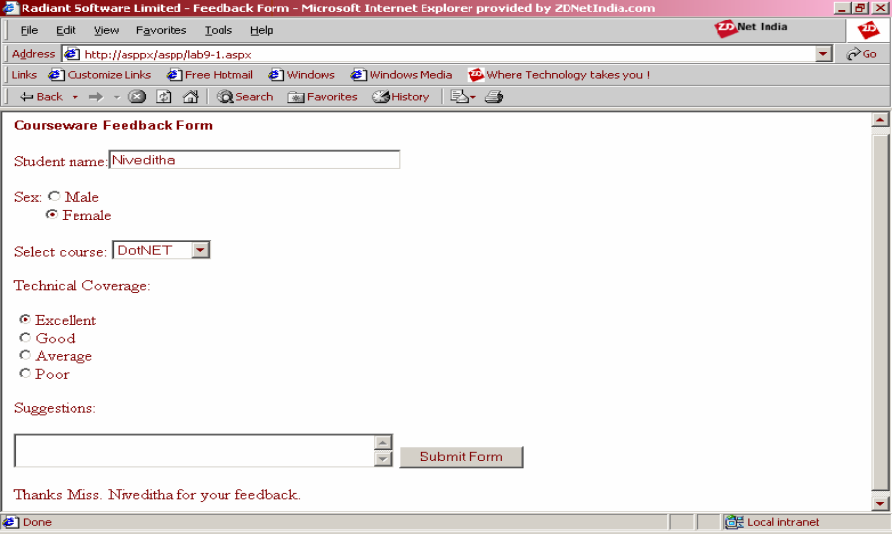 Radiant Software Limited - Feedback Form - Microsoft Internet Explorer provided by ZDNetIndia.com
File Edit View Favorites Tools Help
ZD Net India
ZD
Address http://asppx/aspp/lab9-1.aspx Go
Links Customize Links Free Hotmail Windows Windows Media Where Technology takes you !
Back Search Favorites History
Courseware Feedback Form
Student name: Niveditha
Sex: Male
Female
Select course: DotNET
Technical Coverage:
Excellent
Good
Average
Poor
Suggestions:
Submit Form
Thanks Miss. Niveditha for your feedback.
Done Local intranet